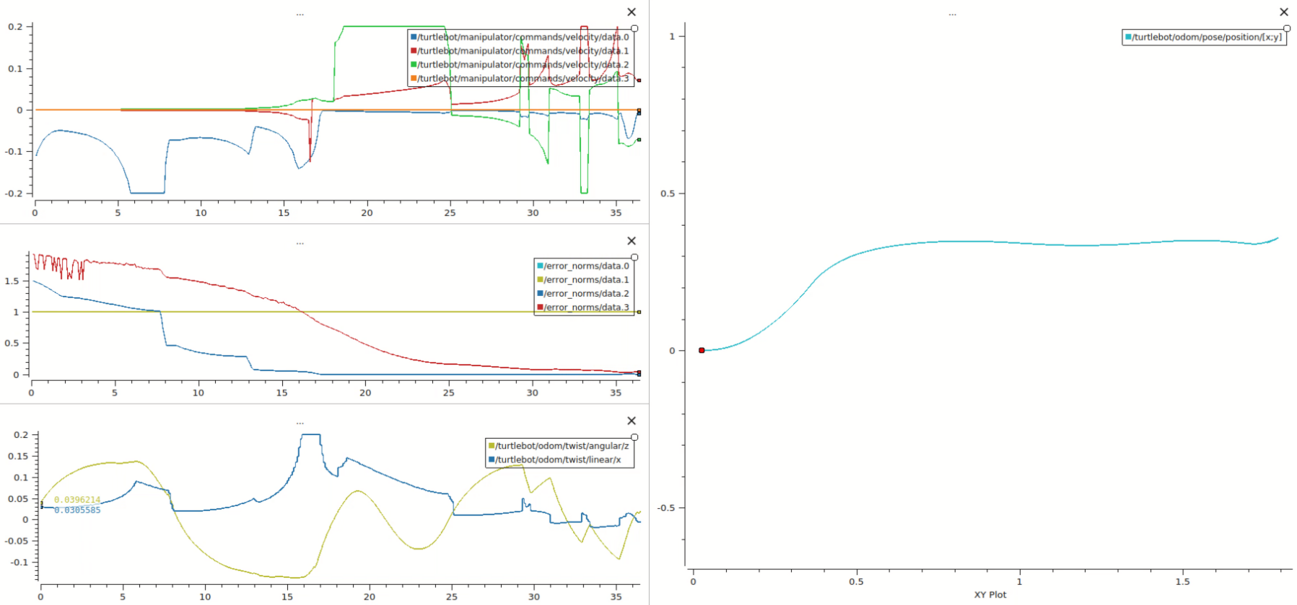 ...
0.2
0.1
0
-0.1
-0.2
/turtlebot/manipulator/commands/velocity/data.0
/turtlebot/manipulator/commands/velocity/data.1
/turtlebot/manipulator/commands/velocity/data.2
/turtlebot/manipulator/commands/velocity/data.3
0 5 10 15 20 25 30 35
...
1.5
1
0.5
0
/error_norms/data.0
/error_norms/data.1
/error_norms/data.2
/error_norms/data.3
0 5 10 15 20 25 30 35
...
0.2
0.15
0.1
0.05
0
-0.05
-0.1
/turtlebot/odom/twist/angular/z
/turtlebot/odom/twist/linear/x
0.0396214
0.0305585
0 5 10 15 20 25 30 35
...
1
0.5
0
-0.5
/turtlebot/odom/pose/position/[x;y]
0 0.5 1 1.5
XY Plot